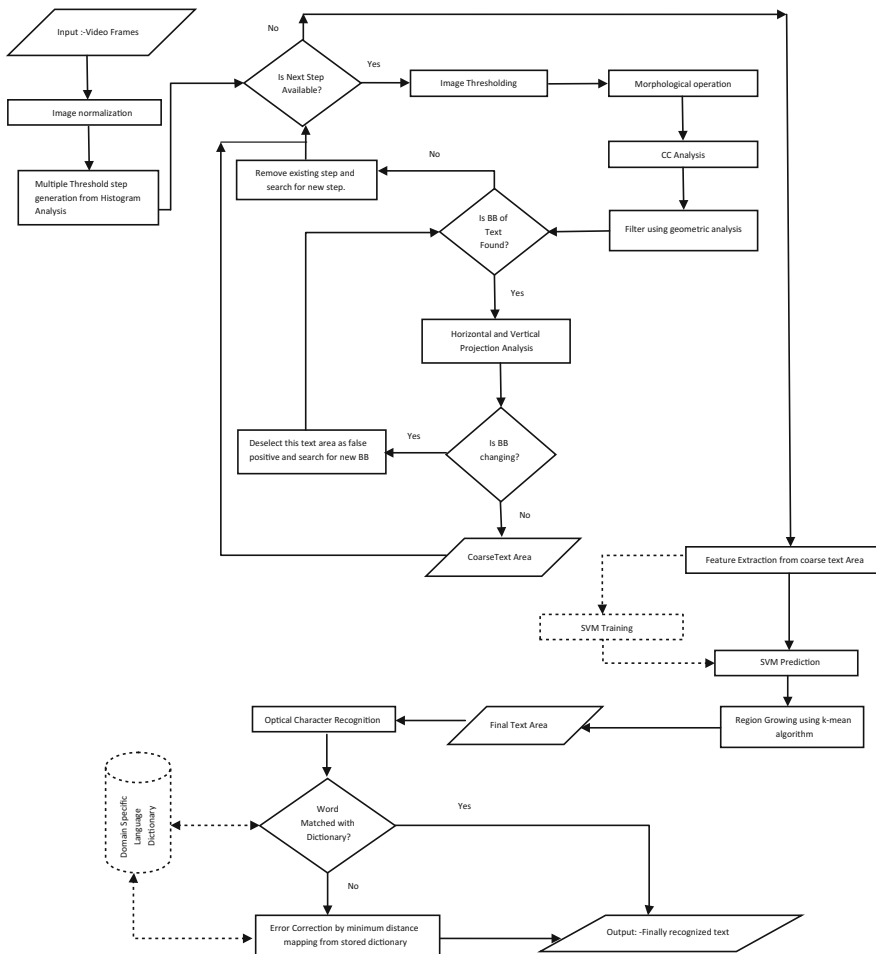 Input :-Video Frames
No
Is Next Step
Available?
Yes
Image Thresholding
Morphological operation
Image normalization
CC Analysis
No
Remove existing step and
search for new step.
Multiple Threshold step
generation from Histogram
Analysis
Is BB of
Text
Found?
Filter using geometric analysis
Yes
Horizontal and Vertical
Projection Analysis
Deselect this text area as false
positive and search for new BB
Yes
Is BB
changing?
No
CoarseText Area
Feature Extraction from coarse text Area
SVM Training
SVM Prediction
Region Growing using k-mean
algorithm
Final Text Area
Optical Character Recognition
Domain Specific
Language
Dictionary
Word
Matched with
Dictionary?
Yes
No
Error Correction by minimum distance
mapping from stored dictionary
Output: -Finally recognized text